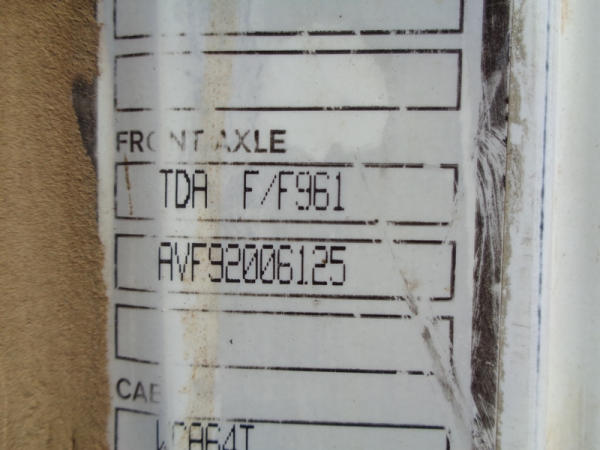 FRONT AXLE
TDA F/F961
AVF92006125
CAB